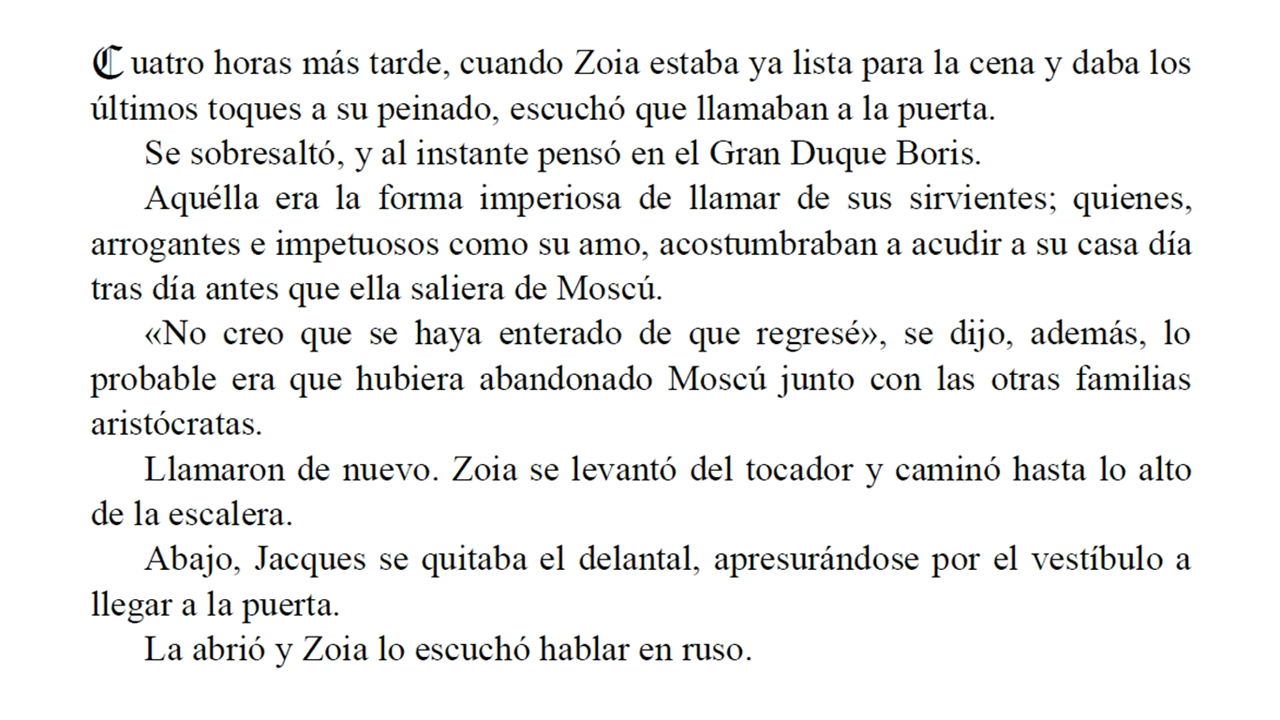 Cuatro horas más tarde, cuando Zoia estaba ya lista para la cena y daba los
últimos toques a su peinado, escuchó que llamaban a la puerta.
Se sobresaltó, y al instante pensó en el Gran Duque Boris.
Aquélla era la forma imperiosa de llamar de sus sirvientes; quienes,
arrogantes e impetuosos como su amo, acostumbraban a acudir a su casa día
tras día antes que ella saliera de Moscú.
«No creo que se haya enterado de que regresé», se dijo, además, lo
probable era que hubiera abandonado Moscú junto con las otras familias
aristócratas.
Llamaron de nuevo. Zoia se levantó del tocador y caminó hasta lo alto
de la escalera.
Abajo, Jacques se quitaba el delantal, apresurándose por el vestíbulo a
llegar a la puerta.
La abrió y Zoia lo escuchó hablar en ruso.